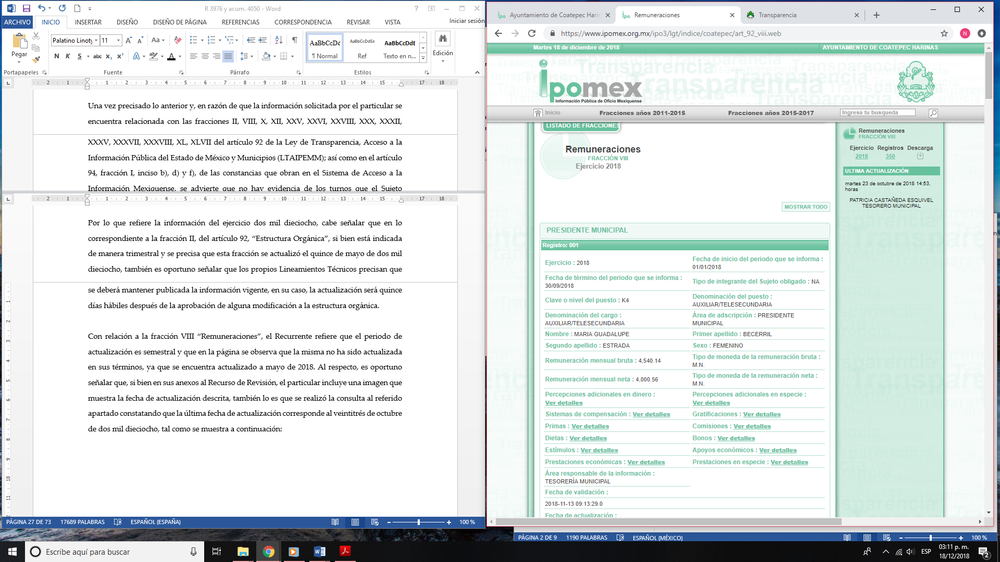 R 3976 y acum. 4050 - Word
ARCHIVO INICIO INSERTAR DISEÑO DISEÑO DE PÁGINA REFERENCIAS CORRESPONDENCIA REVISAR VISTA Iniciar sesión
Pegar
Palatino Linoty 11
AaBbCcDd AaBbCcDdEe AaBbCcDdE
¶ Normal Ref Texto en n...
Edición
Portapapeles Fuente Párrafo Estilos
Una vez precisado lo anterior y, en razón de que la información solicitada por el particular se
encuentra relacionada con las fracciones II, VIII, X, XII, XXV, XXVI, XXVIII, XXX, XXXII,
XXXV, XXXVII, XXXVIII, XL, XLVII del artículo 92 de la Ley de Transparencia, Acceso a la
Información Pública del Estado de México y Municipios (LTAIPEMM); así como en el artículo
94, fracción I, inciso b), d) y f), de las constancias que obran en el Sistema de Acceso a la
Información Mexiquense, se advierte que no hay evidencia de los turnos que el Sujeto
Por lo que refiere la información del ejercicio dos mil dieciocho, cabe señalar que en lo
correspondiente a la fracción II, del artículo 92, “Estructura Orgánica”, si bien está indicada
de manera trimestral y se precisa que esta fracción se actualizó el quince de mayo de dos mil
dieciocho, también es oportuno señalar que los propios Lineamientos Técnicos precisan que
se deberá mantener publicada la información vigente, en su caso, la actualización será quince
días hábiles después de la aprobación de alguna modificación a la estructura orgánica.
Con relación a la fracción VIII “Remuneraciones”, el Recurrente refiere que el periodo de
actualización es semestral y que en la página se observa que la misma no ha sido actualizada
en sus términos, ya que se encuentra actualizado a mayo de 2018. Al respecto, es oportuno
señalar que, si bien en sus anexos al Recurso de Revisión, el particular incluye una imagen que
muestra la fecha de actualización descrita, también lo es que se realizó la consulta al referido
apartado constatando que la última fecha de actualización corresponde al veintitrés de octubre
de dos mil dieciocho, tal como se muestra a continuación:
PÁGINA 27 DE 73 17689 PALABRAS ESPAÑOL (ESPAÑA) 100 %
Ayuntamiento de Coatepec Harin Remuneraciones Transparencia
https://www.ipomex.org.mx/ipo3/lgt/indice/coatepec/art_92_viii.web
N
Martes 18 de diciembre de 2018 AYUNTAMIENTO DE COATEPEC HARINAS
Transparencia
ipomex
Información Pública de Oficio Mexiquense
Inicio Fracciones años 2011-2015 Fracciones años 2015-2017 Ingresa tu busqueda
LISTADO DE FRACCIONES
Remuneraciones
FRACCIÓN VIII
Ejercicio 2018
MOSTRAR TODO
PRESIDENTE MUNICIPAL
Registro: 001
Ejercicio : 2018
Fecha de inicio del periodo que se informa :
01/01/2018
Fecha de término del periodo que se informa :
30/09/2018
Tipo de integrante del Sujeto obligado : NA
Clave o nivel del puesto : K4
Denominación del puesto :
AUXILIAR/TELESECUNDARIA
Denominación del cargo :
AUXILIAR/TELESECUNDARIA
Área de adscripción : PRESIDENTE
MUNICIPAL
Nombre : MARIA GUADALUPE
Primer apellido : BECERRIL
Segundo apellido : ESTRADA
Sexo : FEMENINO
Remuneración mensual bruta : 4,540.14
Tipo de moneda de la remuneración bruta :
M.N.
Remuneración mensual neta : 4,000.56
Tipo de moneda de la remuneración neta :
M.N.
Percepciones adicionales en dinero :
Ver detalles
Percepciones adicionales en especie :
Ver detalles
Sistemas de compensación : Ver detalles
Gratificaciones : Ver detalles
Primas : Ver detalles
Comisiones : Ver detalles
Dietas : Ver detalles
Bonos : Ver detalles
Estímulos : Ver detalles
Apoyos económicos : Ver detalles
Prestaciones económicas : Ver detalles
Prestaciones en especie : Ver detalles
Área responsable de la información :
TESORERÍA MUNICIPAL
Fecha de validación :
2018-11-13 09:13:29.0
Fecha de actualización :
Remuneraciones
FRACCIÓN VIII
Ejercicio Registros Descarga
2018 350
ULTIMA ACTUALIZACIÓN
martes 23 de octubre de 2018 14:53,
horas
PATRICIA CASTAÑEDA ESQUIVEL
TESORERO MUNICIPAL
PÁGINA 2 DE 9 1190 PALABRAS ESPAÑOL (MÉXICO) 100 %
Escribe aquí para buscar
ESP
03:11 p. m.
18/12/2018
2